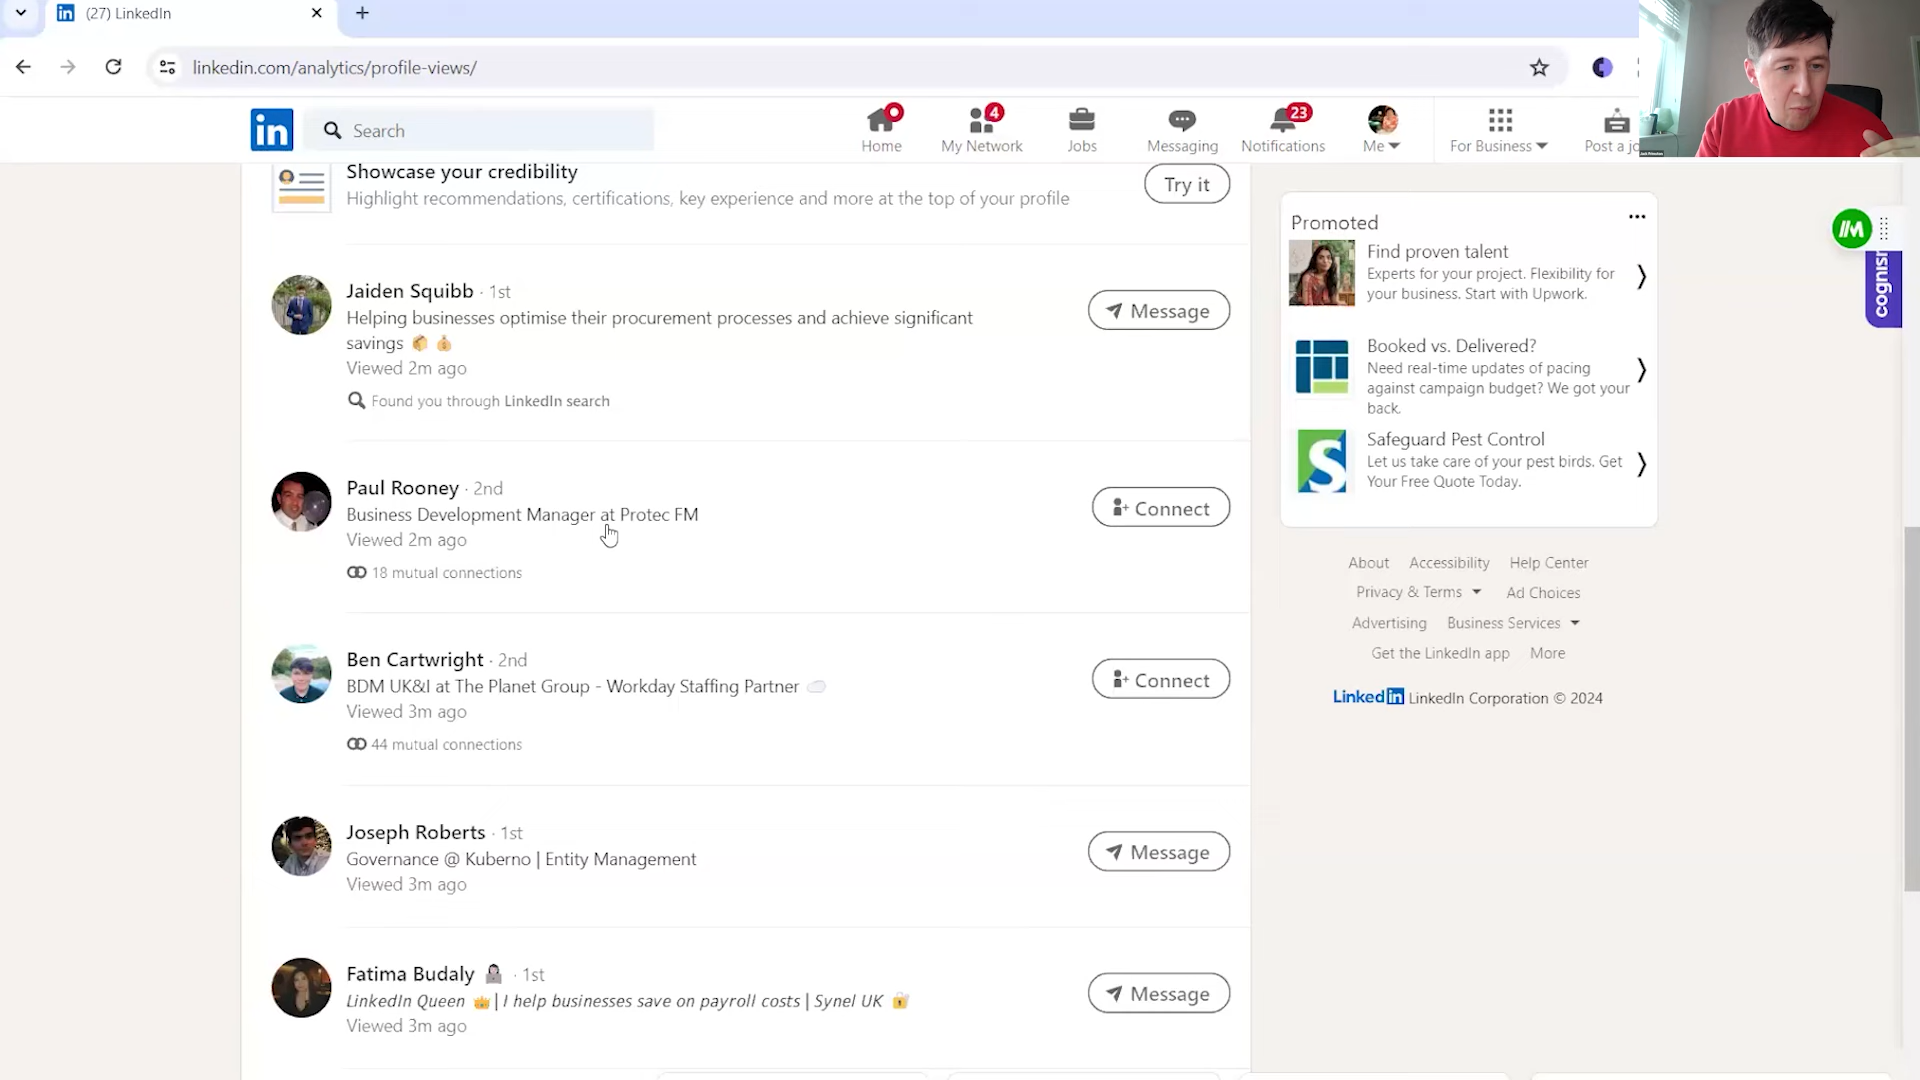 (27) LinkedIn
linkedin.com/analytics/profile-views/
in
Search
Home
4
My Network
Jobs
Messaging
23
Notifications
Me
For Business
Post a jo
Showcase your credibility
Highlight recommendations, certifications, key experience and more at the top of your profile
Try it
Jaiden Squibb · 1st
Helping businesses optimise their procurement processes and achieve significant
savings
Viewed 2m ago
Found you through LinkedIn search
Message
Paul Rooney · 2nd
Business Development Manager at Protec FM
Viewed 2m ago
18 mutual connections
Connect
Ben Cartwright · 2nd
BDM UK&I at The Planet Group - Workday Staffing Partner
Viewed 3m ago
44 mutual connections
Connect
Joseph Roberts · 1st
Governance @ Kuberno | Entity Management
Viewed 3m ago
Message
Fatima Budaly · 1st
LinkedIn Queen | I help businesses save on payroll costs | Synel UK
Viewed 3m ago
Message
Promoted
Find proven talent
Experts for your project. Flexibility for
your business. Start with Upwork.
Booked vs. Delivered?
Need real-time updates of pacing
against campaign budget? We got your
back.
Safeguard Pest Control
Let us take care of your pest birds. Get
Your Free Quote Today.
About Accessibility Help Center
Privacy & Terms Ad Choices
Advertising Business Services
Get the LinkedIn app More
LinkedIn LinkedIn Corporation © 2024
cognism